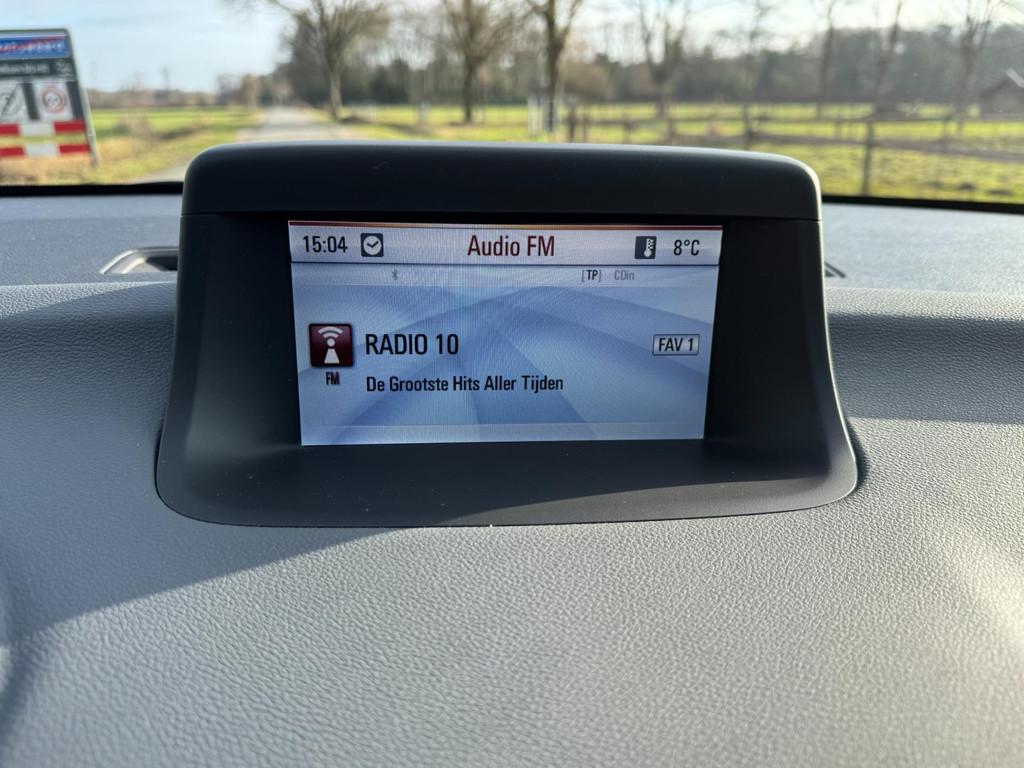 15:04 Audio FM 8°C
[TP] CDin
RADIO 10 FAV 1
FM
De Grootste Hits Aller Tijden